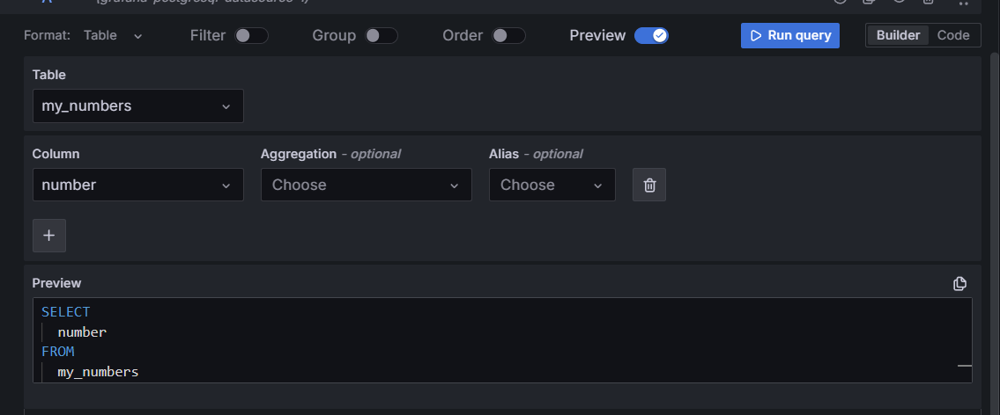 Format: Table Filter Group Order Preview Run query Builder Code
Table
my_numbers
Column Aggregation - optional Alias - optional
number Choose Choose
Preview
SELECT
number
FROM
my_numbers